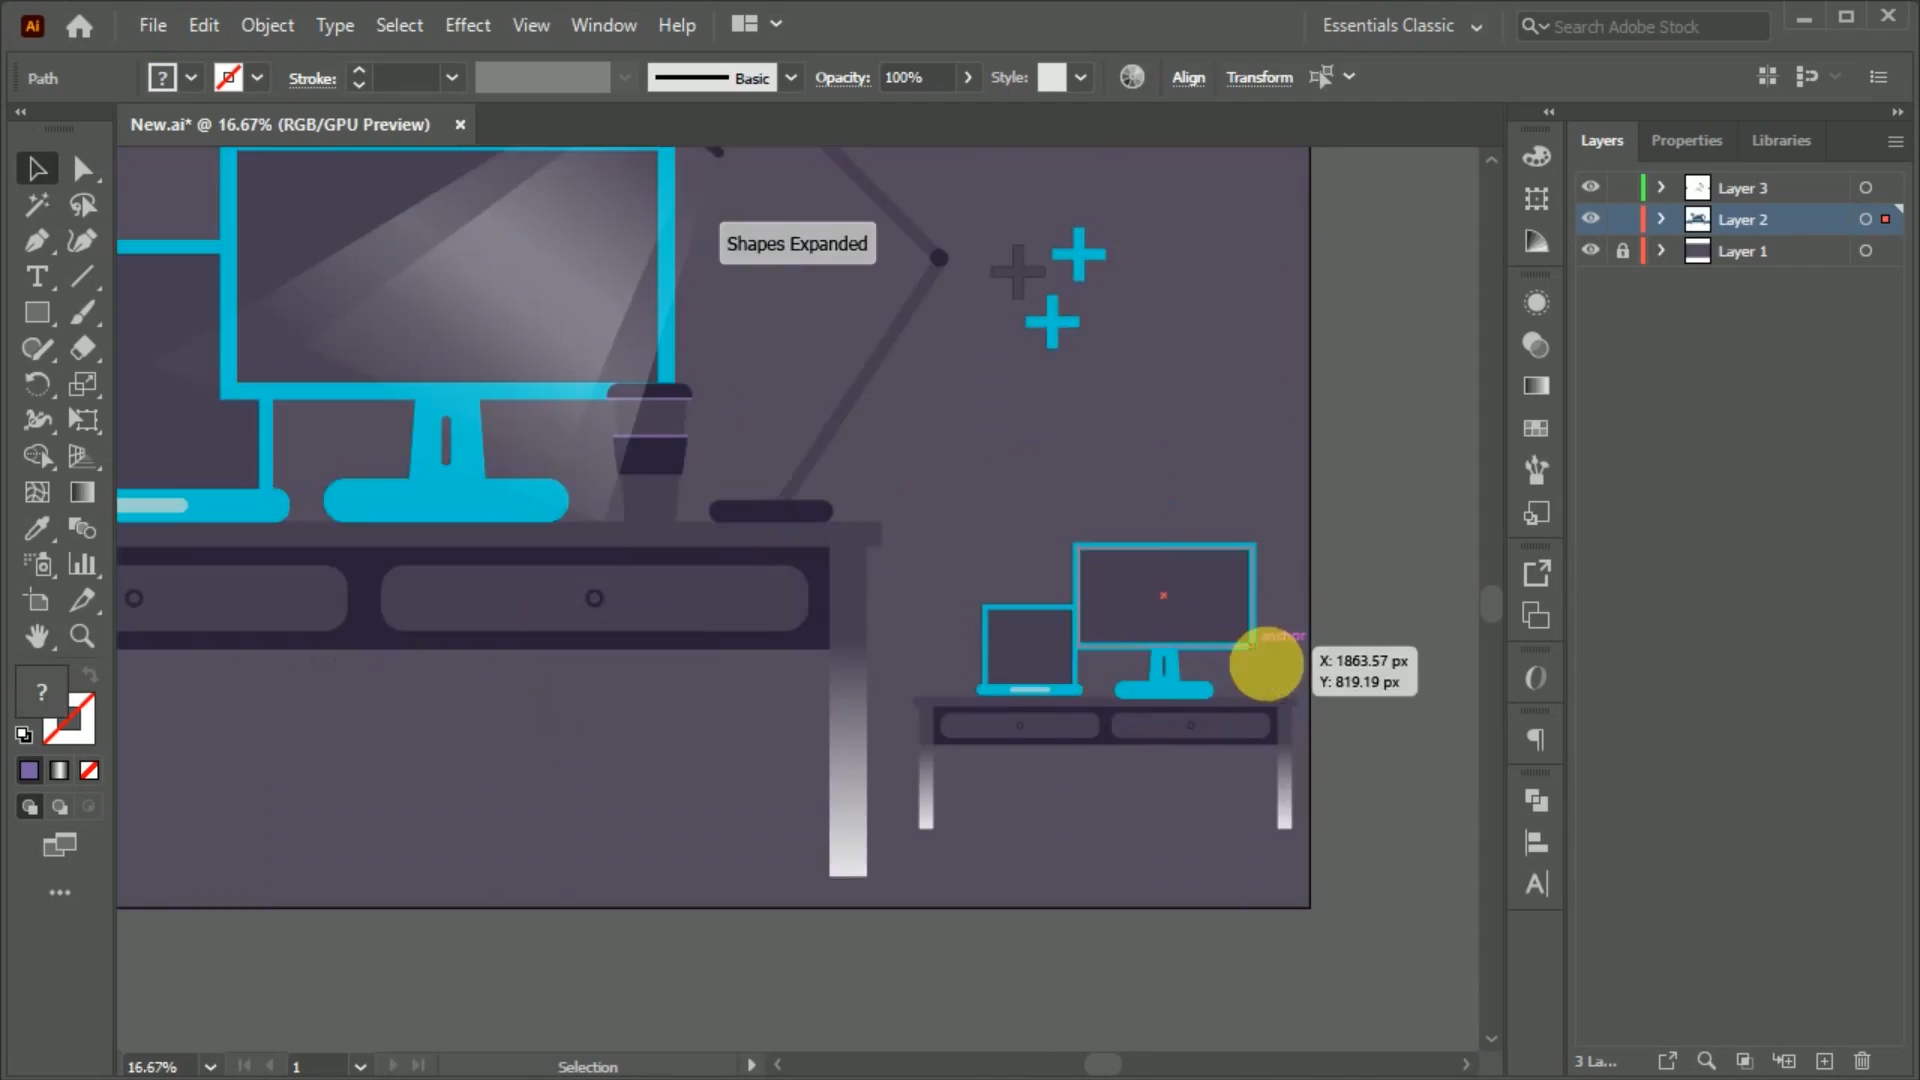 Ai File Edit Object Type Select Effect View Window Help Essentials Classic Search Adobe Stock
Path ? Stroke: Basic Opacity: 100% Style: Align Transform
New.ai* @ 16.67% (RGB/GPU Preview)
Layers Properties Libraries
Layer 3
Layer 2
Layer 1
Shapes Expanded
anchor
X: 1863.57 px
Y: 819.19 px
?
16.67% 1 Selection
3 La...